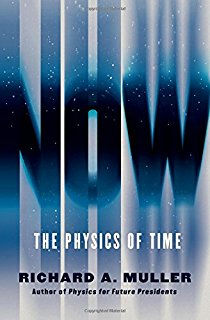 NOW
THE PHYSICS OF TIME
RICHARD A. MULLER
Author of Physics for Future Presidents